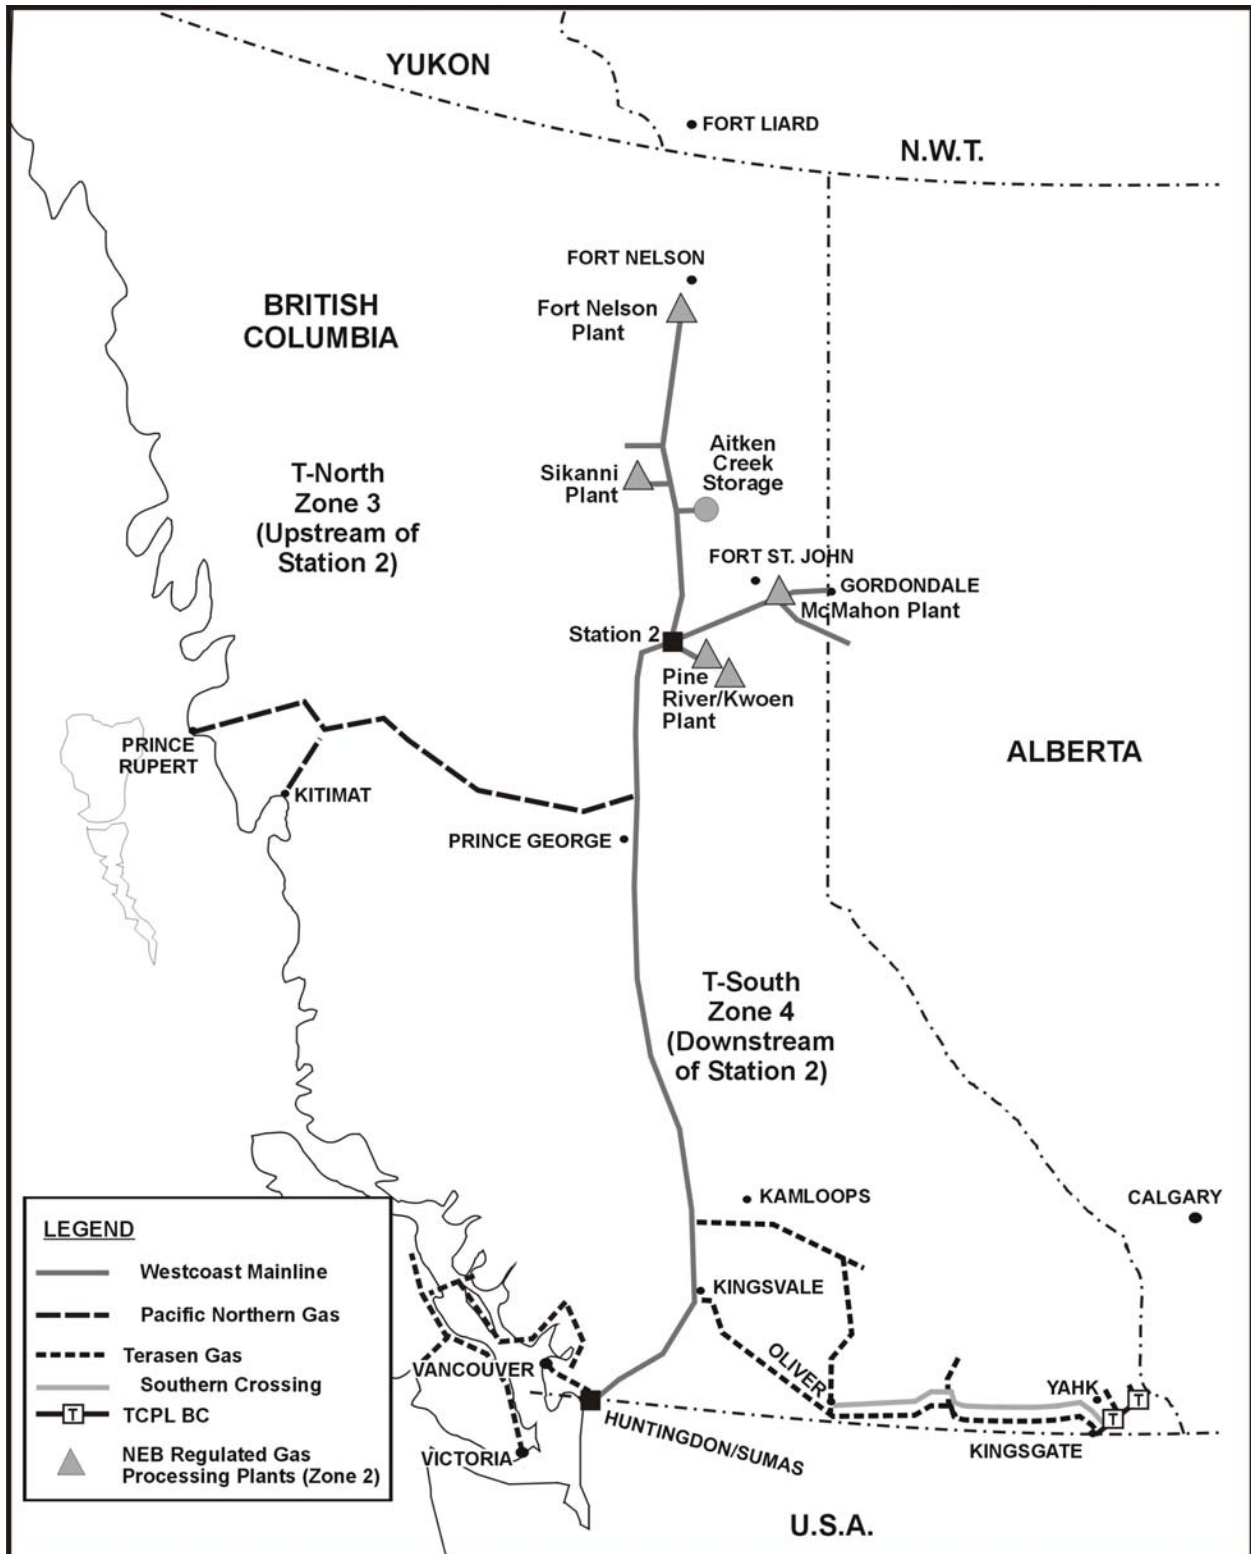 YUKON
FORT LIARD
N.W.T.
FORT NELSON
BRITISH
COLUMBIA
Fort Nelson
Plant
Aitken
Creek
Storage
Sikanni
Plant
T-North
Zone 3
(Upstream of
Station 2)
FORT ST. JOHN
GORDONDALE
McMahon Plant
Station 2
Pine
River/Kwoen
Plant
PRINCE
RUPERT
KITIMAT
ALBERTA
PRINCE GEORGE
T-South
Zone 4
(Downstream
of Station 2)
KAMLOOPS
CALGARY
KINGSVALE
OLIVER
VANCOUVER
YAHK
T
T
HUNTINGDON/SUMAS
KINGSGATE
VICTORIA
U.S.A.
LEGEND
Westcoast Mainline
Pacific Northern Gas
Terasen Gas
Southern Crossing
T TCPL BC
NEB Regulated Gas
Processing Plants (Zone 2)